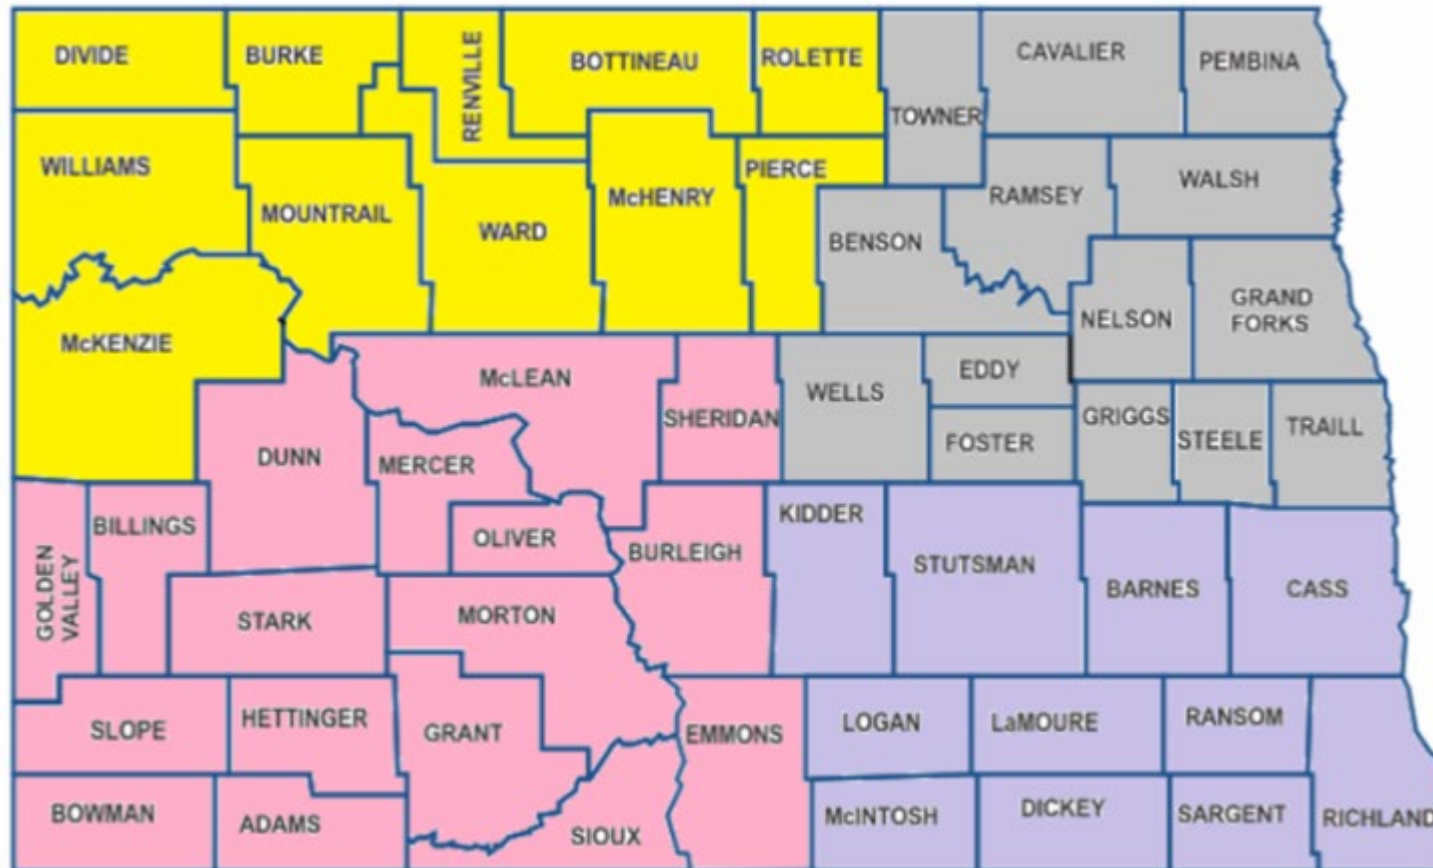 DIVIDE
BURKE
RENVILLE
BOTTINEAU
ROLETTE
CAVALIER
PEMBINA
TOWNER
WILLIAMS
MOUNTRAIL
WARD
McHENRY
PIERCE
BENSON
RAMSEY
WALSH
McKENZIE
NELSON
GRAND
FORKS
McLEAN
SHERIDAN
WELLS
EDDY
FOSTER
GRIGGS
STEELE
TRAILL
DUNN
MERCER
OLIVER
BURLEIGH
KIDDER
STUTSMAN
BARNES
CASS
GOLDEN
VALLEY
BILLINGS
STARK
MORTON
SLOPE
HETTINGER
GRANT
EMMONS
LOGAN
LaMOURE
RANSOM
BOWMAN
ADAMS
SIOUX
McINTOSH
DICKEY
SARGENT
RICHLAND